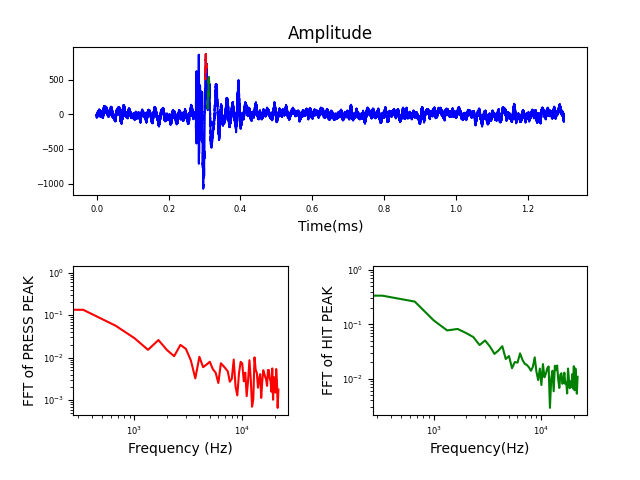 Amplitude
500
0
−500
−1000
0.0 0.2 0.4 0.6 0.8 1.0 1.2
Time(ms)
FFT of PRESS PEAK
10⁰
10⁻¹
10⁻²
10⁻³
10³ 10⁴
Frequency (Hz)
FFT of HIT PEAK
10⁰
10⁻¹
10⁻²
10³ 10⁴
Frequency(Hz)